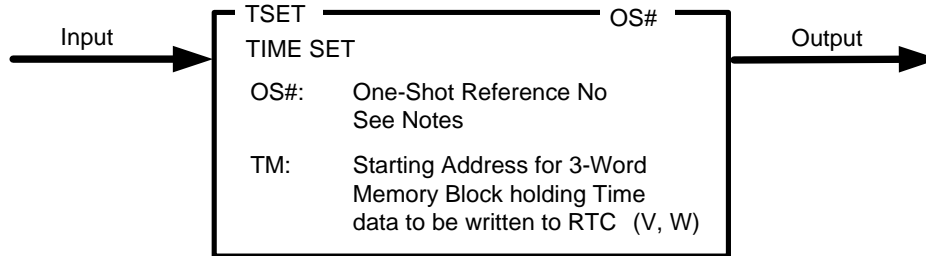 TSET OS#
Input
TIME SET
Output
OS#: One-Shot Reference No
See Notes
TM: Starting Address for 3-Word
Memory Block holding Time
data to be written to RTC (V, W)